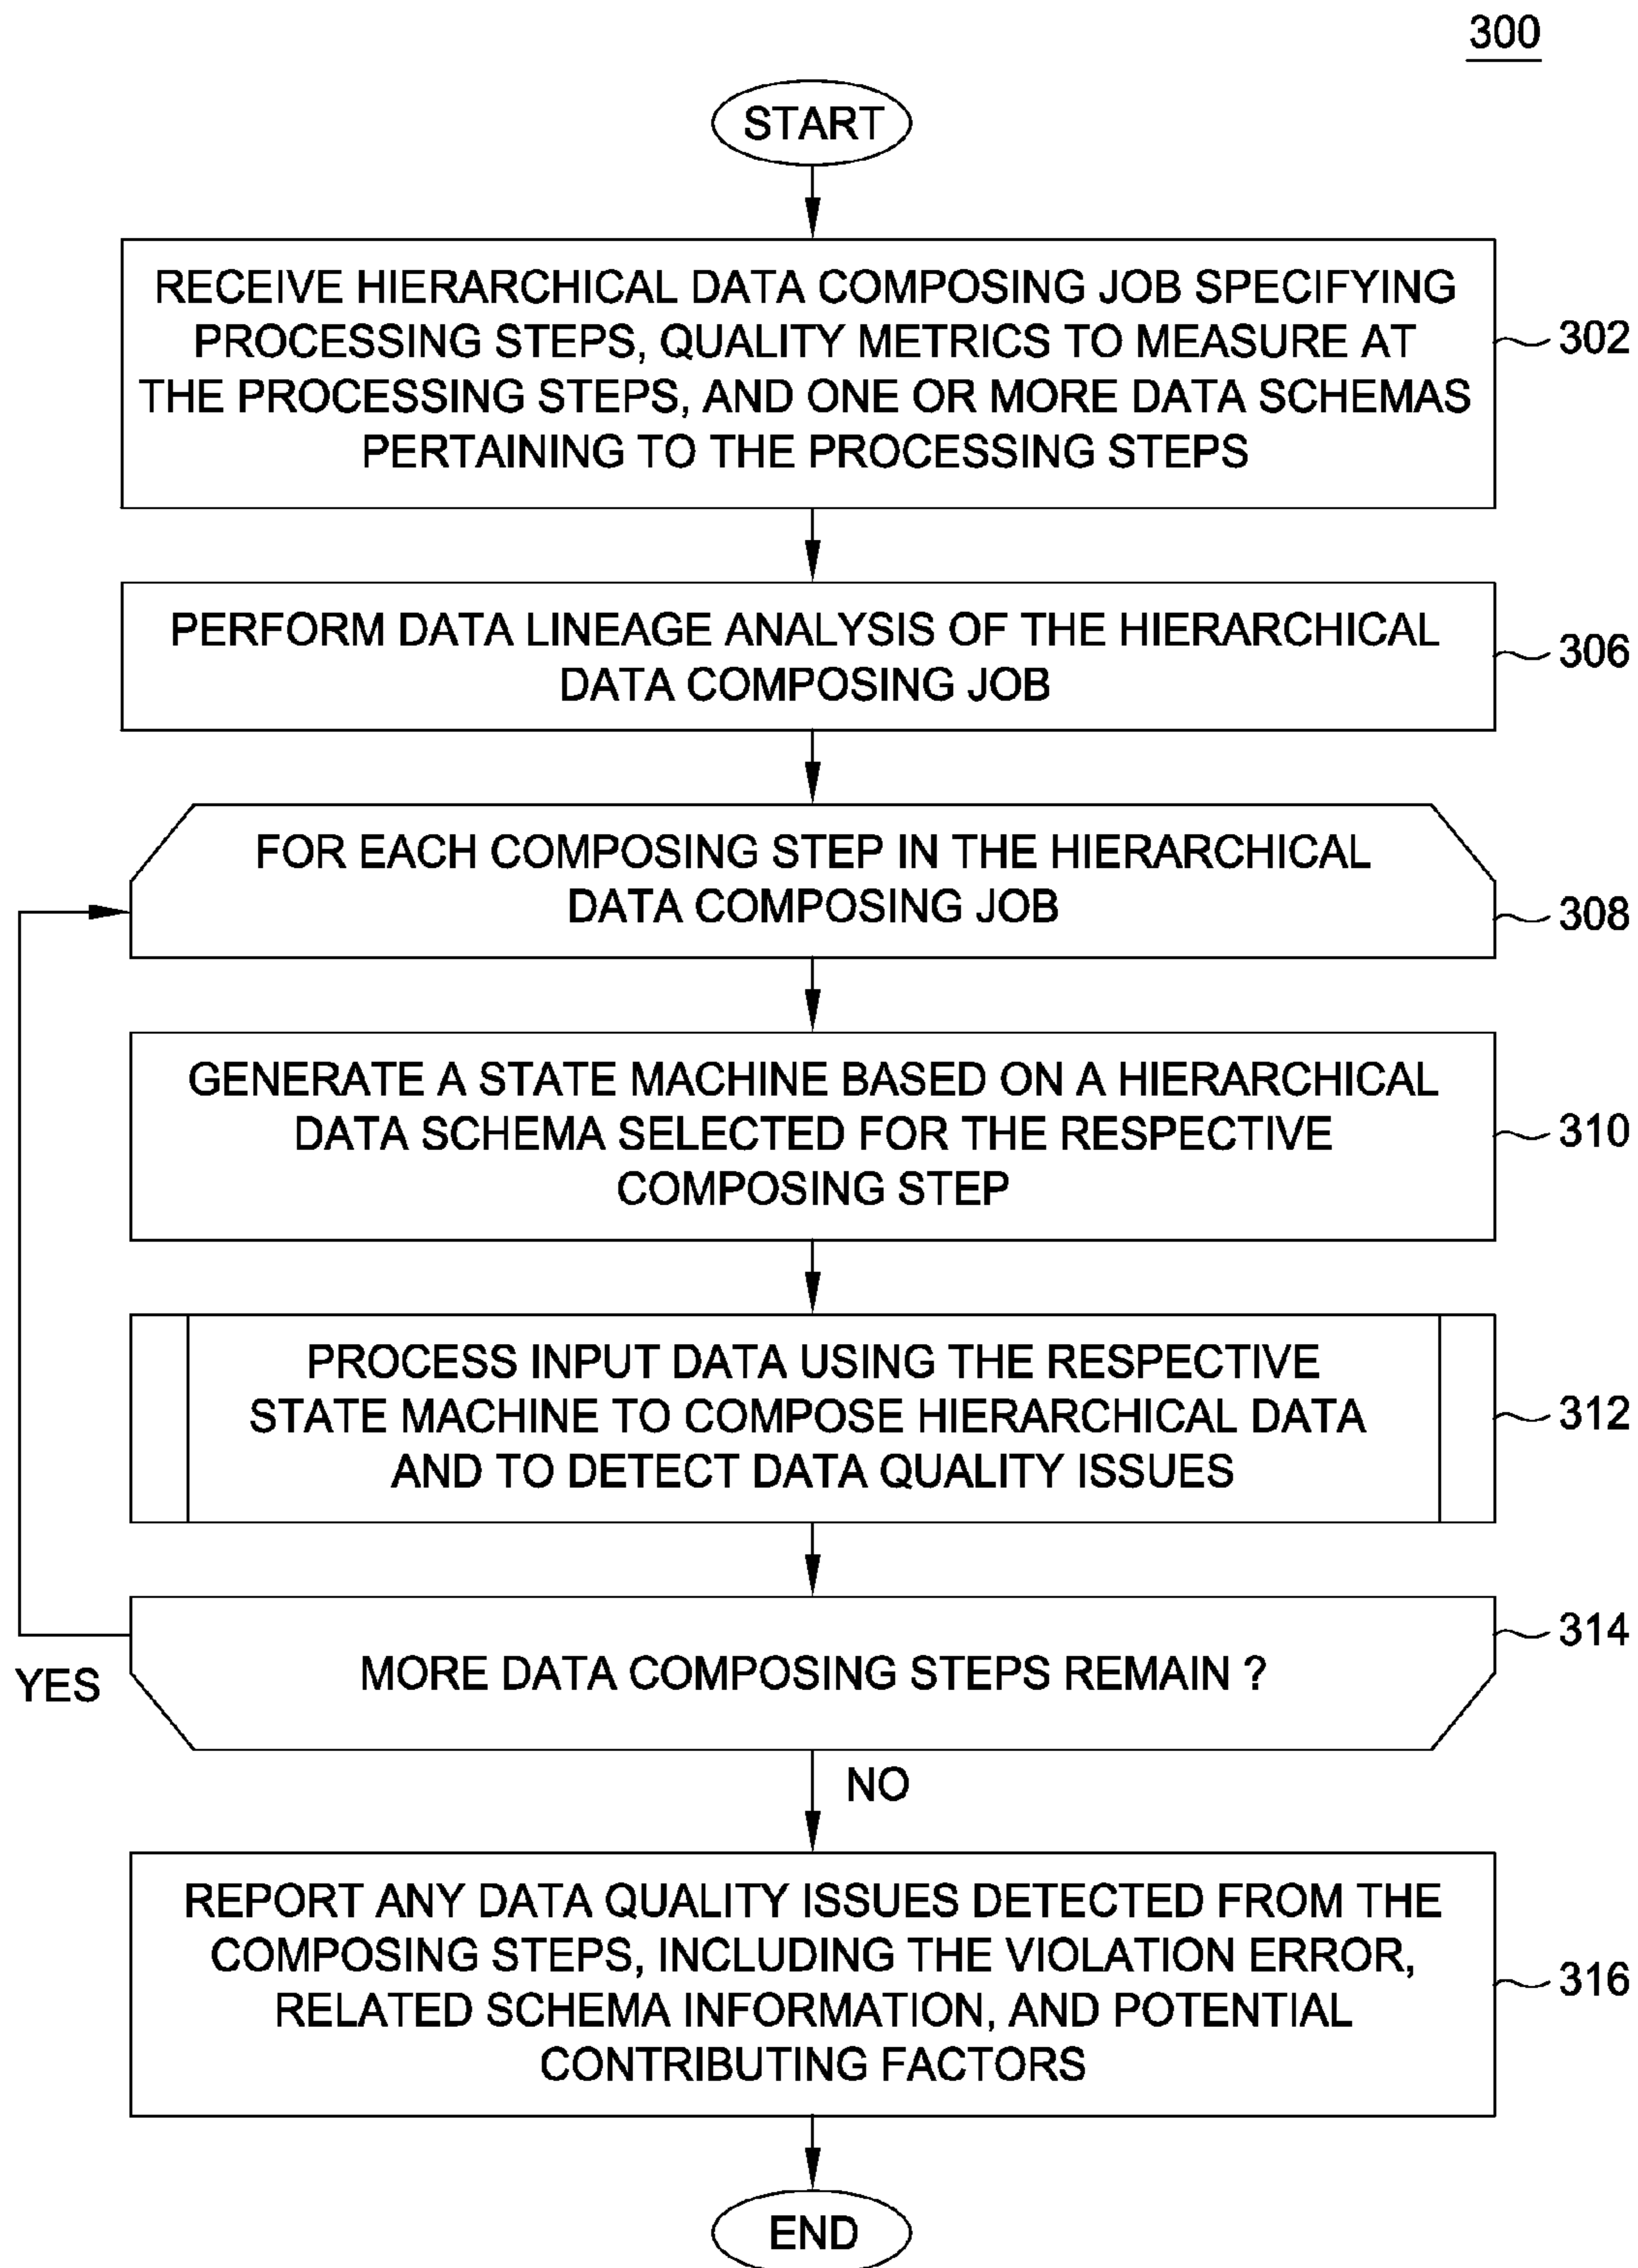 300
START
RECEIVE HIERARCHICAL DATA COMPOSING JOB SPECIFYING
PROCESSING STEPS, QUALITY METRICS TO MEASURE AT
THE PROCESSING STEPS, AND ONE OR MORE DATA SCHEMAS
PERTAINING TO THE PROCESSING STEPS
302
PERFORM DATA LINEAGE ANALYSIS OF THE HIERARCHICAL
DATA COMPOSING JOB
306
FOR EACH COMPOSING STEP IN THE HIERARCHICAL
DATA COMPOSING JOB
308
GENERATE A STATE MACHINE BASED ON A HIERARCHICAL
DATA SCHEMA SELECTED FOR THE RESPECTIVE
COMPOSING STEP
310
PROCESS INPUT DATA USING THE RESPECTIVE
STATE MACHINE TO COMPOSE HIERARCHICAL DATA
AND TO DETECT DATA QUALITY ISSUES
312
MORE DATA COMPOSING STEPS REMAIN ?
314
YES
NO
REPORT ANY DATA QUALITY ISSUES DETECTED FROM THE
COMPOSING STEPS, INCLUDING THE VIOLATION ERROR,
RELATED SCHEMA INFORMATION, AND POTENTIAL
CONTRIBUTING FACTORS
316
END